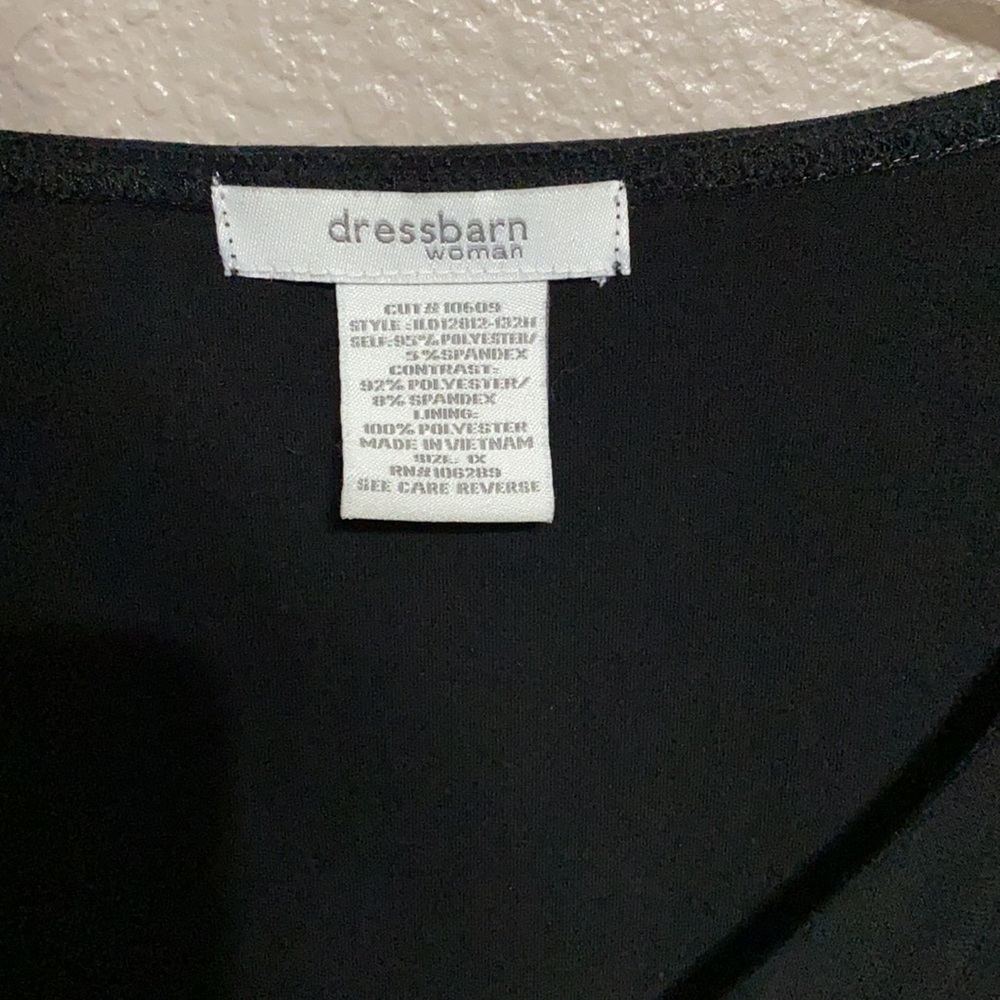 dressbarn
woman
CUT# 10609
STYLE :ILD12812-132H
SELF:95% POLYESTER/
5 %SPANDEX
CONTRAST:
92% POLYESTER/
8% SPANDEX
LINING:
100% POLYESTER
MADE IN VIETNAM
SIZE: 1X
RN#106289
SEE CARE REVERSE